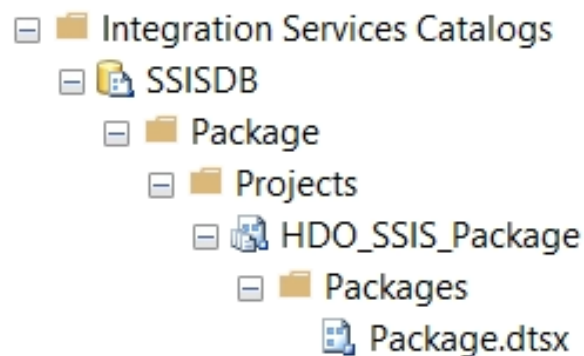 Integration Services Catalogs
SSISDB
Package
Projects
HDO_SSIS_Package
Packages
Package.dtsx